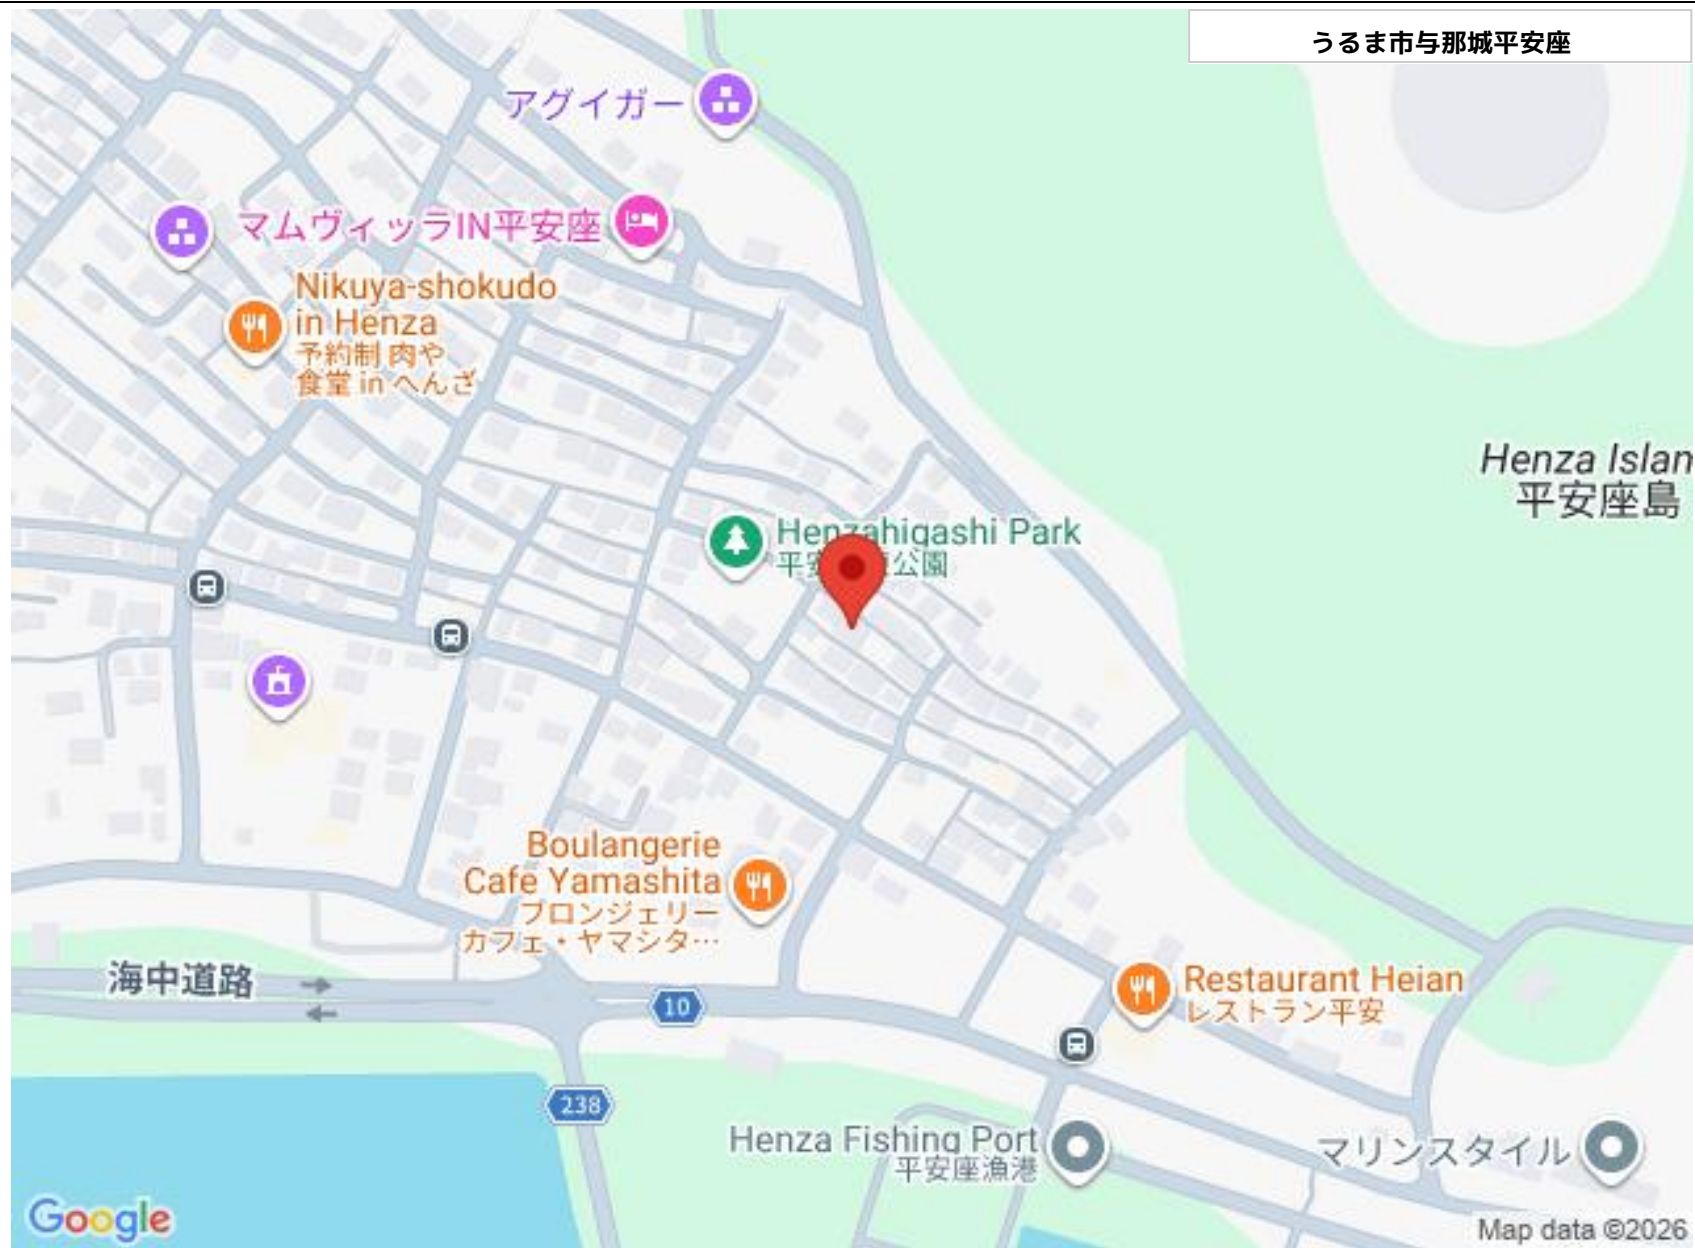 うるま市与那城平安座
アグイガー
マムヴィッラIN平安座
Nikuya-shokudo
in Henza
予約制 肉や
食堂 in へんざ
Henza Islan
平安座島
Henzahigashi Park
平安 公園
Boulangerie
Cafe Yamashita
ブロンジェリー
カフェ・ヤマシタ…
海中道路
10
Restaurant Heian
レストラン平安
238
Henza Fishing Port
平安座漁港
マリンスタイル
Google
Map data ©2026